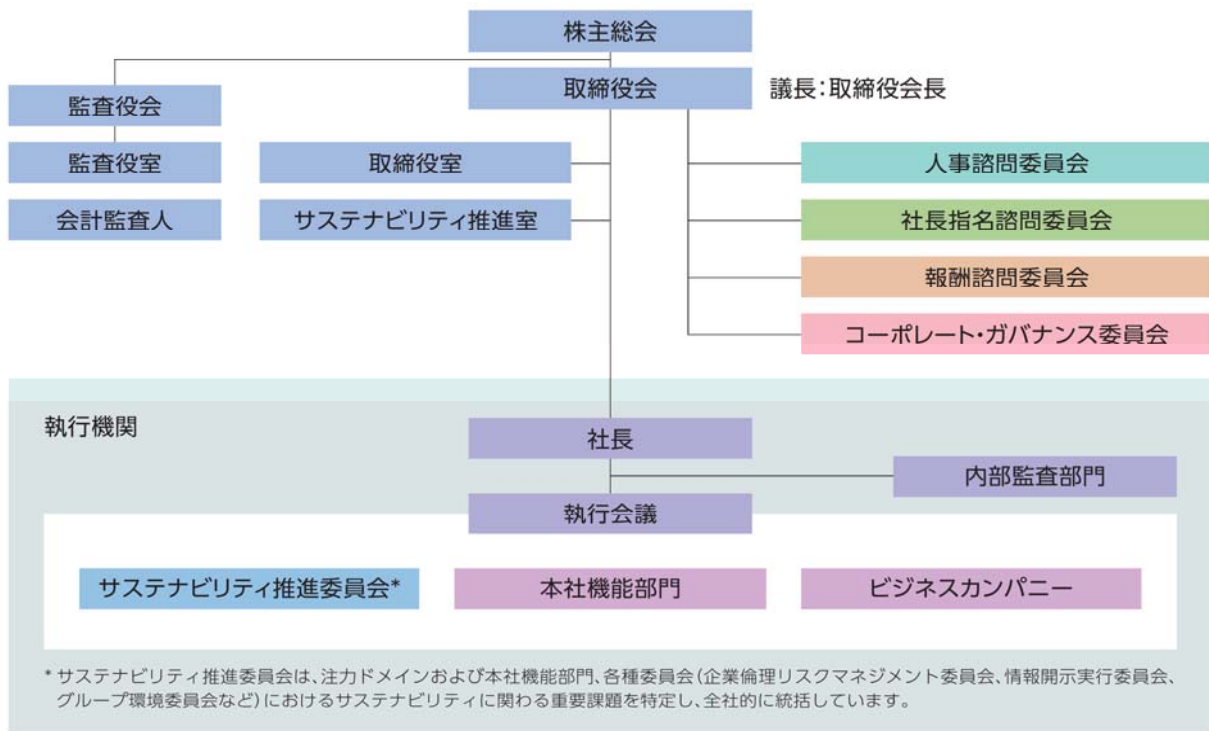 株主総会
取締役会
議長：取締役会長
監査役会
監査役室
取締役室
人事諮問委員会
会計監査人
サステナビリティ推進室
社長指名諮問委員会
報酬諮問委員会
コーポレート・ガバナンス委員会
執行機関
社長
内部監査部門
執行会議
サステナビリティ推進委員会*
本社機能部門
ビジネスカンパニー
* サステナビリティ推進委員会は、注力ドメインおよび本社機能部門、各種委員会（企業倫理リスクマネジメント委員会、情報開示実行委員会、
グループ環境委員会など）におけるサステナビリティに関わる重要課題を特定し、全社的に統括しています。